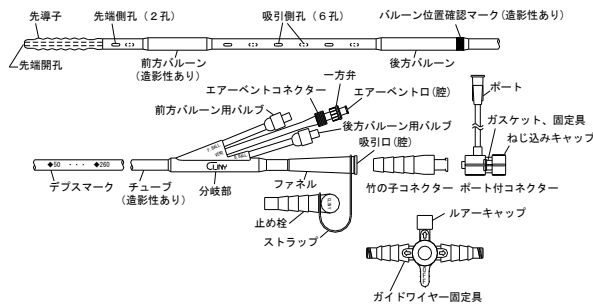 先導子
先端側孔（２孔）
吸引側孔（６孔）
バルーン位置確認マーク(造影性あり)
先端開孔
前方バルーン
(造影性あり)
後方バルーン
一方弁
エアーベントコネクター
エアーベント口(腔)
前方バルーン用バルブ
後方バルーン用バルブ
吸引口(腔)
ポート
ガスケット、固定具
ねじ込みキャップ
◆50 ・・・ ◆260
CLINY
デプスマーク
チューブ
(造影性あり)
分岐部
ファネル
竹の子コネクター
ポート付コネクター
止め栓
ストラップ
ルアーキャップ
ガイドワイヤー固定具